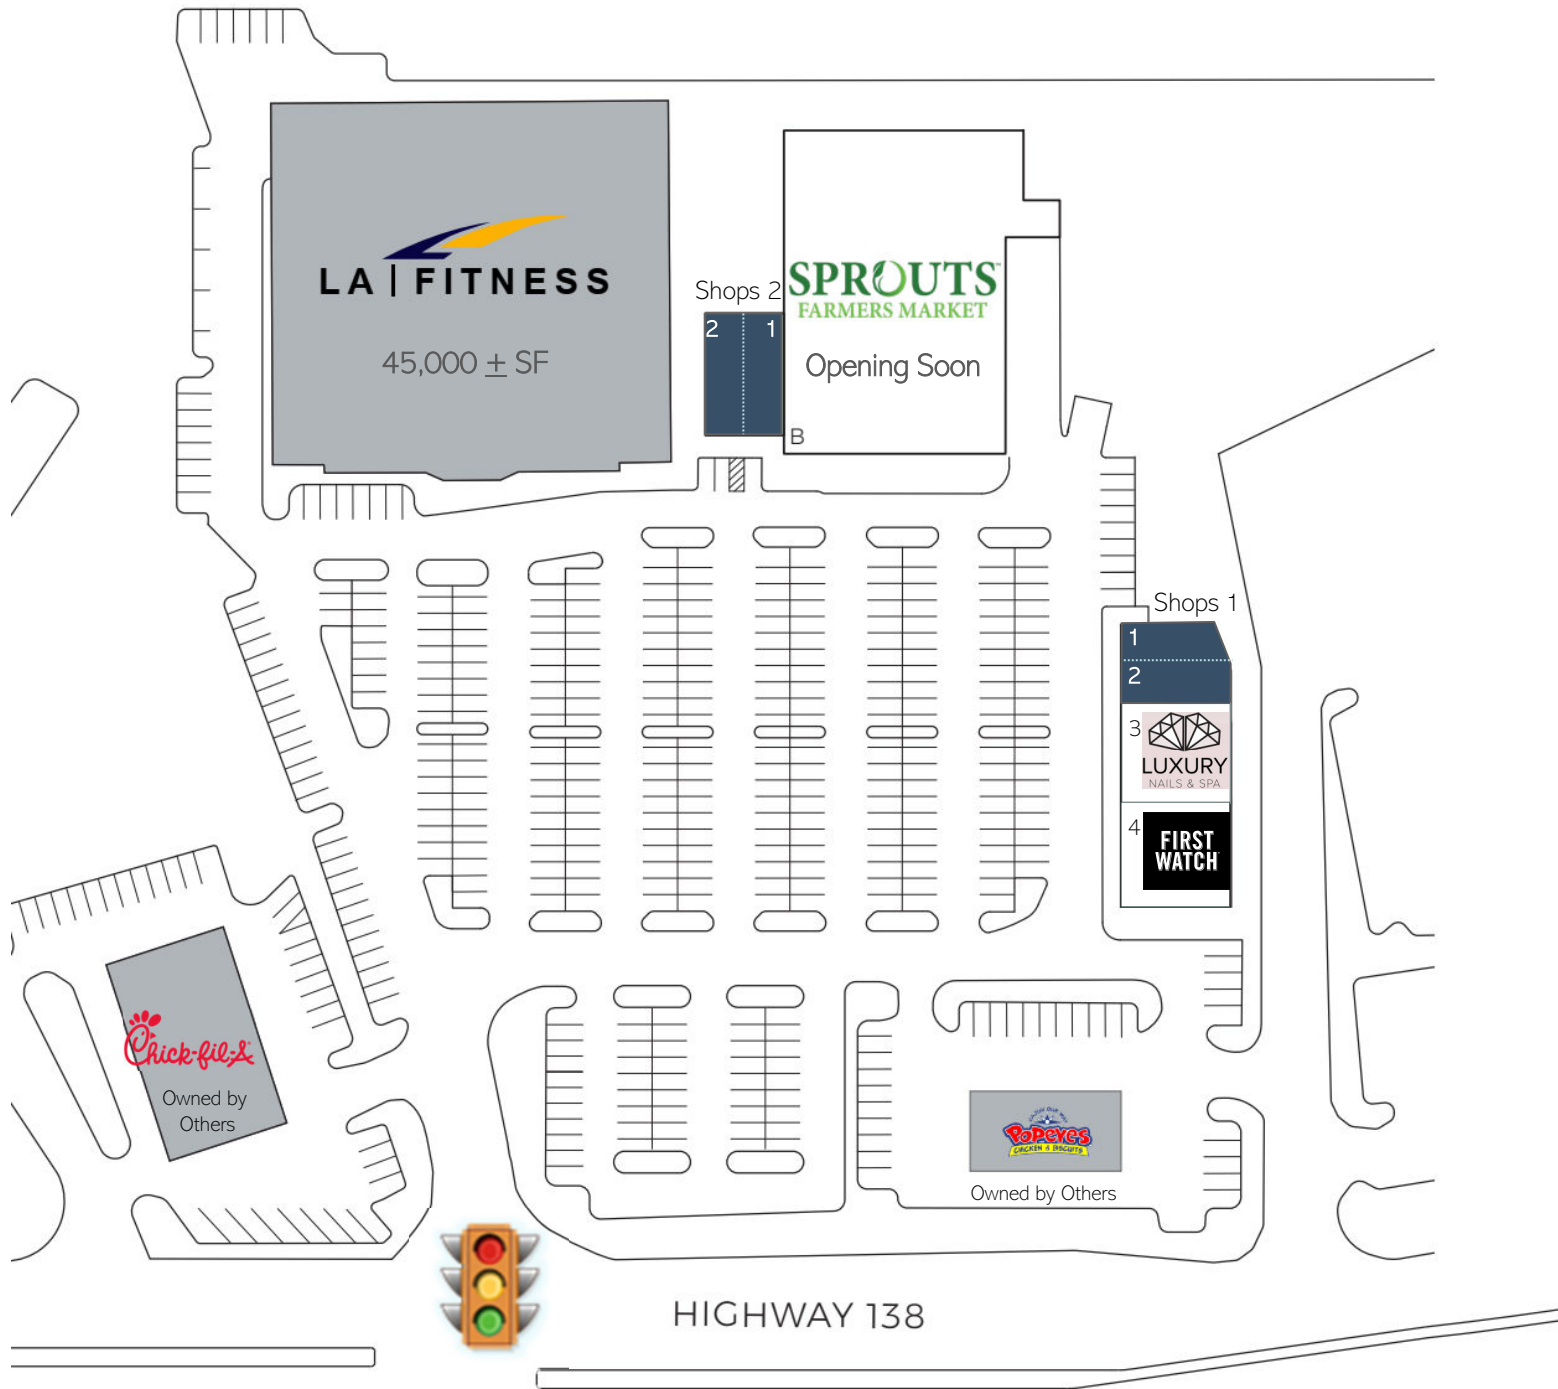 LA FITNESS
45,000 ± SF
Shops 2
2 1
SPROUTS
FARMERS MARKET
Opening Soon
B
Shops 1
1
2
3
LUXURY
NAILS & SPA
4
FIRST
WATCH
Chick-fil-A
Owned by
Others
POPEYES
CHICKEN & BISCUITS
Owned by Others
HIGHWAY 138